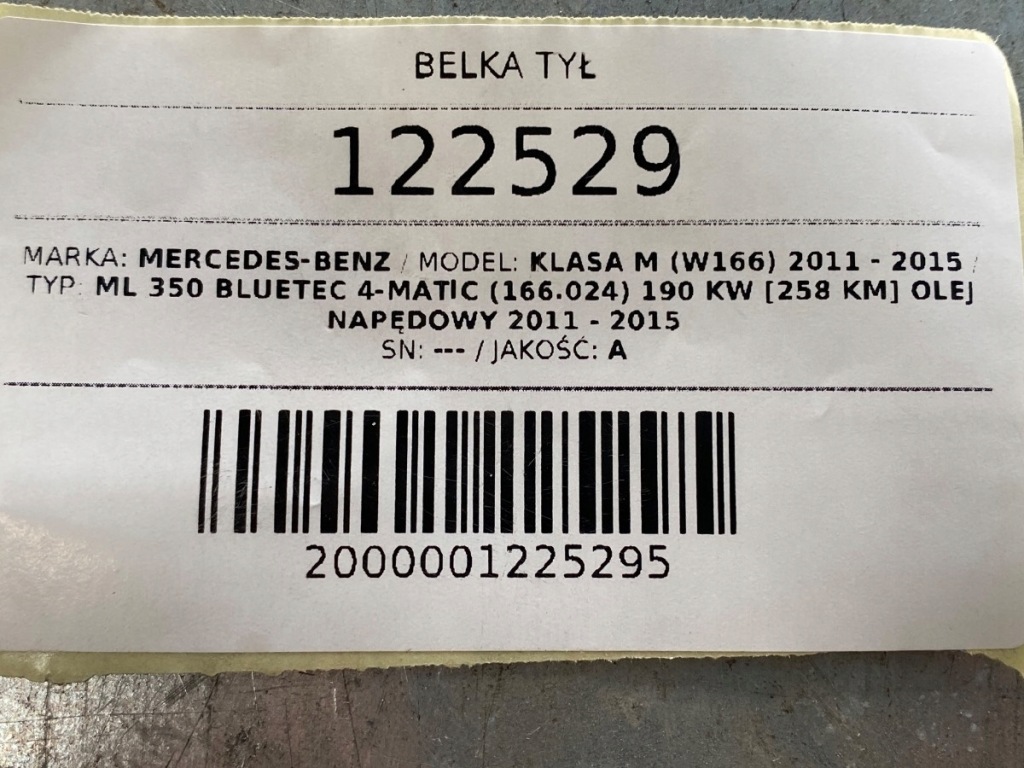 BELKA TYŁ
122529
MARKA: MERCEDES-BENZ / MODEL: KLASA M (W166) 2011 - 2015 /
TYP: ML 350 BLUETEC 4-MATIC (166.024) 190 KW [258 KM] OLEJ
NAPĘDOWY 2011 - 2015
SN: --- / JAKOŚĆ: A
2000001225295